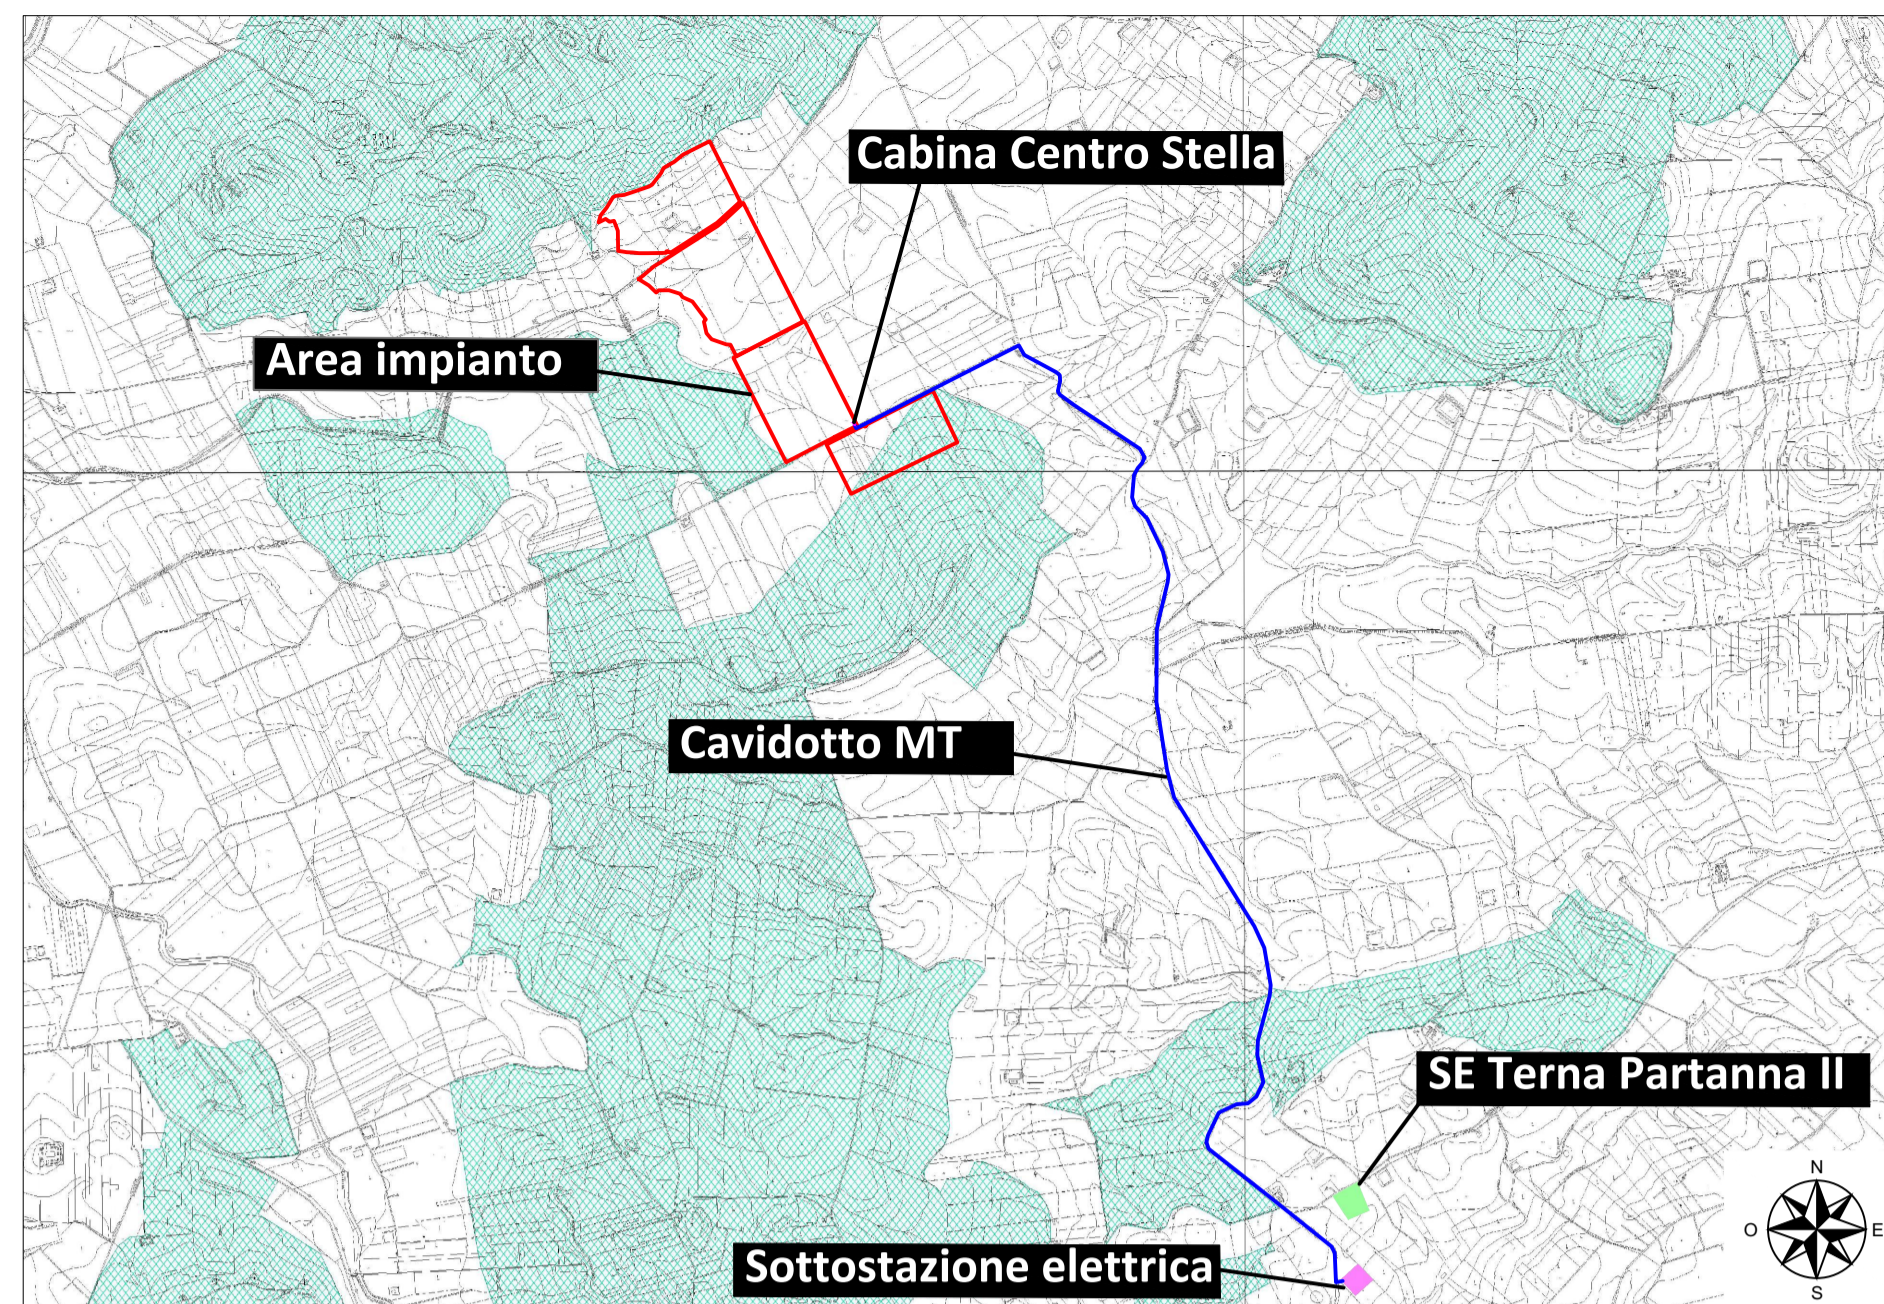 Cabina Centro Stella
Area impianto
Cavidotto MT
SE Terna Partanna II
Sottostazione elettrica
N
O
E
S